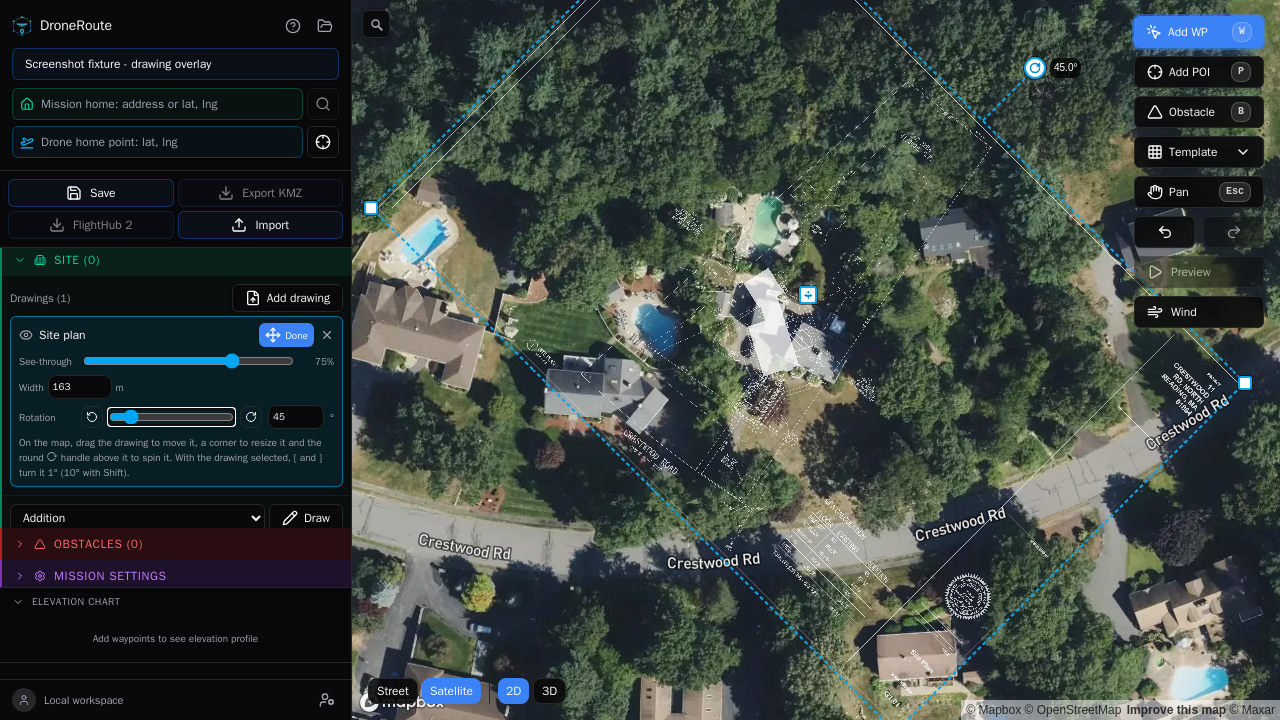 DroneRoute
Screenshot fixture - drawing overlay
Mission home: address or lat, lng
Drone home point: lat, lng
Save
Export KMZ
FlightHub 2
Import
SITE (0)
Drawings (1)
Add drawing
Site plan
Done
See-through
75%
Width
163
m
Rotation
45
°
On the map, drag the drawing to move it, a corner to resize it and the
round handle above it to spin it. With the drawing selected, [ and ]
turn it 1° (10° with Shift).
Addition
Draw
OBSTACLES (0)
MISSION SETTINGS
ELEVATION CHART
Add waypoints to see elevation profile
Local workspace
45.0°
Add WP
W
Add POI
P
Obstacle
B
Template
Pan
Esc
Preview
Wind
Crestwood Rd
Crestwood Rd
Crestwood Rd
Crestwood Rd
CRESTWOOD ROAD
Site Plan
Street
Satellite
2D
3D
mapbox
© Mapbox © OpenStreetMap Improve this map © Maxar